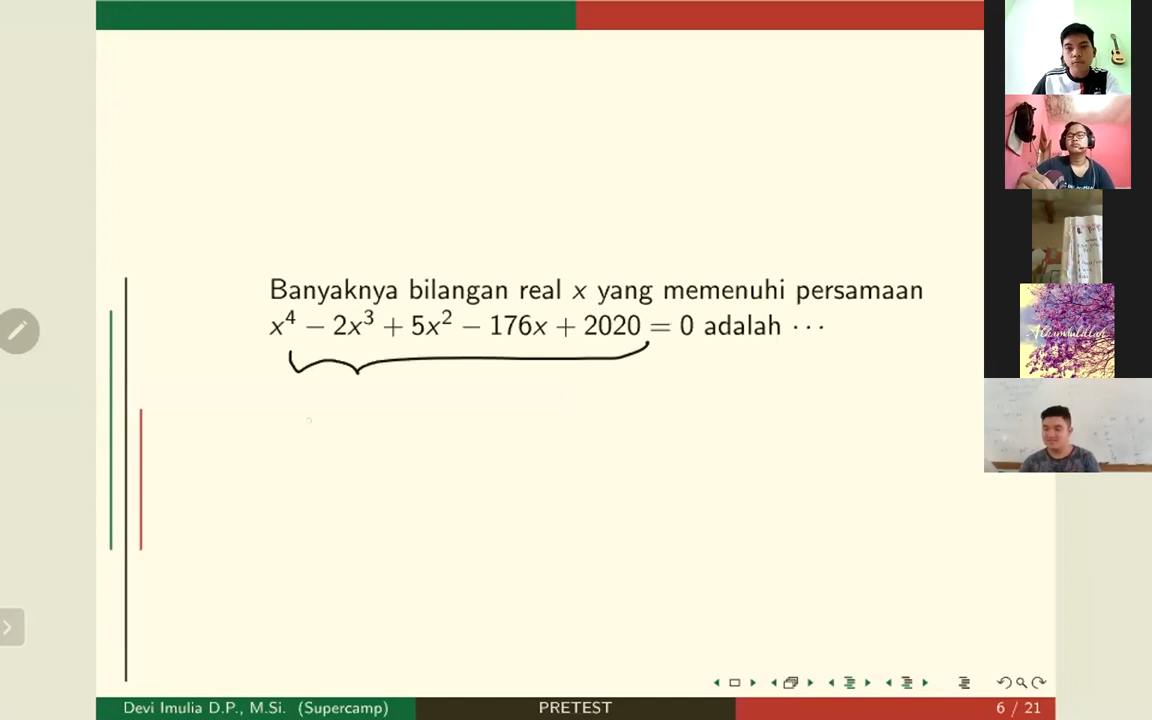 Banyaknya bilangan real x yang memenuhi persamaan
x⁴ − 2x³ + 5x² − 176x + 2020 = 0 adalah ···
Alhamdulillah
Devi Imulia D.P., M.Si. (Supercamp)
PRETEST
6 / 21